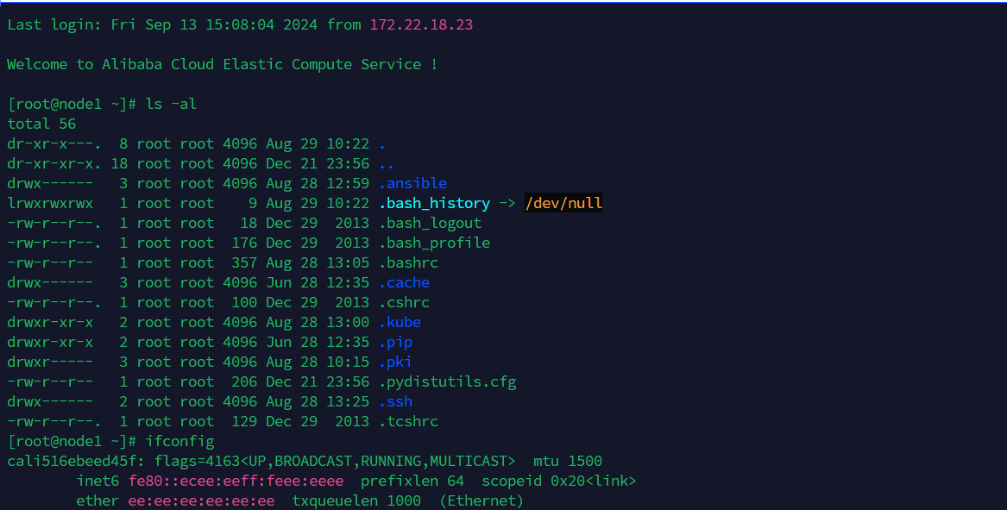 Last login: Fri Sep 13 15:08:04 2024 from 172.22.18.23
Welcome to Alibaba Cloud Elastic Compute Service !
[root@node1 ~]# ls -al
total 56
dr-xr-x---.  8 root root 4096 Aug 29 10:22 .
dr-xr-xr-x. 18 root root 4096 Dec 21 23:56 ..
drwx------   3 root root 4096 Aug 28 12:59 .ansible
lrwxrwxrwx   1 root root    9 Aug 29 10:22 .bash_history -> /dev/null
-rw-r--r--.  1 root root   18 Dec 29  2013 .bash_logout
-rw-r--r--.  1 root root  176 Dec 29  2013 .bash_profile
-rw-r--r--   1 root root  357 Aug 28 13:05 .bashrc
drwx------   3 root root 4096 Jun 28 12:35 .cache
-rw-r--r--.  1 root root  100 Dec 29  2013 .cshrc
drwxr-xr-x   2 root root 4096 Aug 28 13:00 .kube
drwxr-xr-x   2 root root 4096 Jun 28 12:35 .pip
drwxr-----   3 root root 4096 Aug 28 10:15 .pki
-rw-r--r--   1 root root  206 Dec 21 23:56 .pydistutils.cfg
drwx------   2 root root 4096 Aug 28 13:25 .ssh
-rw-r--r--.  1 root root  129 Dec 29  2013 .tcshrc
[root@node1 ~]# ifconfig
cali516ebeed45f: flags=4163<UP,BROADCAST,RUNNING,MULTICAST>  mtu 1500
        inet6 fe80::ecee:eeff:feee:eeee  prefixlen 64  scopeid 0x20<link>
        ether ee:ee:ee:ee:ee:ee  txqueuelen 1000  (Ethernet)